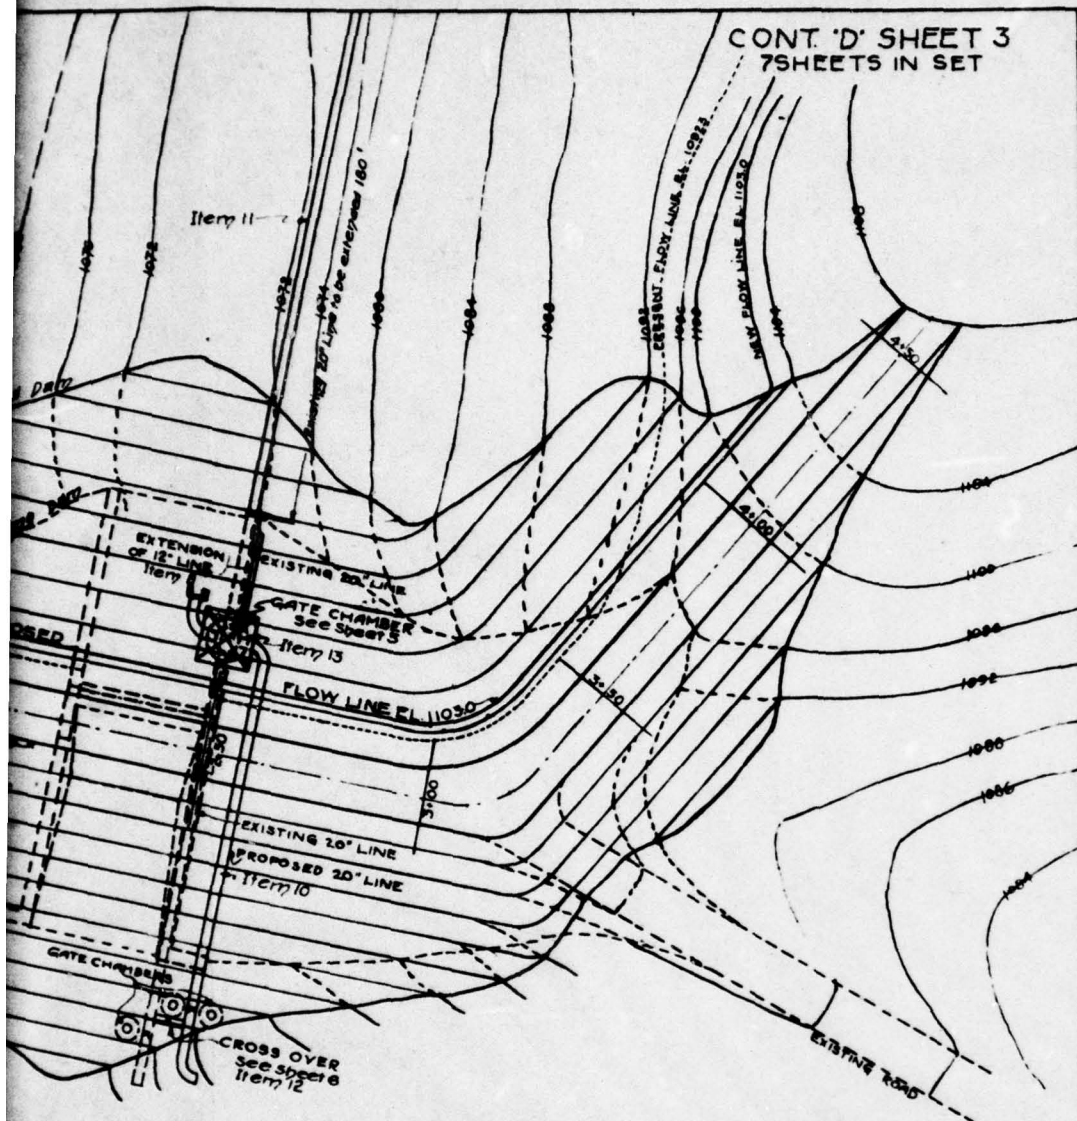 CONT. 'D' SHEET 3
7 SHEETS IN SET
Item 11
1070
1072
1072
1074
EXISTING 20" Line to be extended 180'
1080
1084
1088
1092
PRESENT FLOW LINE EL. 1092.5
1096
1100
NEW FLOW LINE EL 1103.0
1104
4+50
Dam
1104
4+00
1100
EXTENSION
OF 12" LINE
Item
EXISTING 20" LINE
GATE CHAMBER
See Sheet 5
Item 13
1096
1092
3+50
FLOW LINE EL. 1103.0
1088
1086
3+00
EXISTING 20" LINE
PROPOSED 20" LINE
Item 10
1084
GATE CHAMBERS
CROSS OVER
See Sheet 6
Item 12
EXISTING ROAD